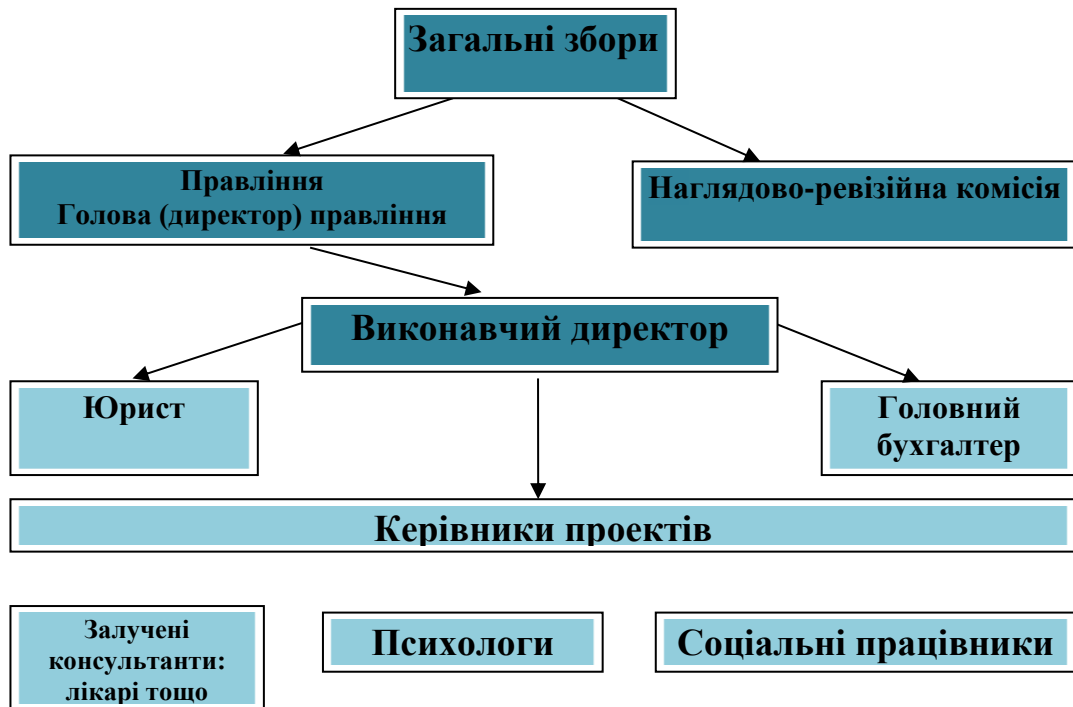 Загальні збори
Правління
Голова (директор) правління
Наглядово-ревізійна комісія
Виконавчий директор
Юрист
Головний
бухгалтер
Керівники проектів
Залучені
консультанти:
лікарі тощо
Психологи
Соціальні працівники